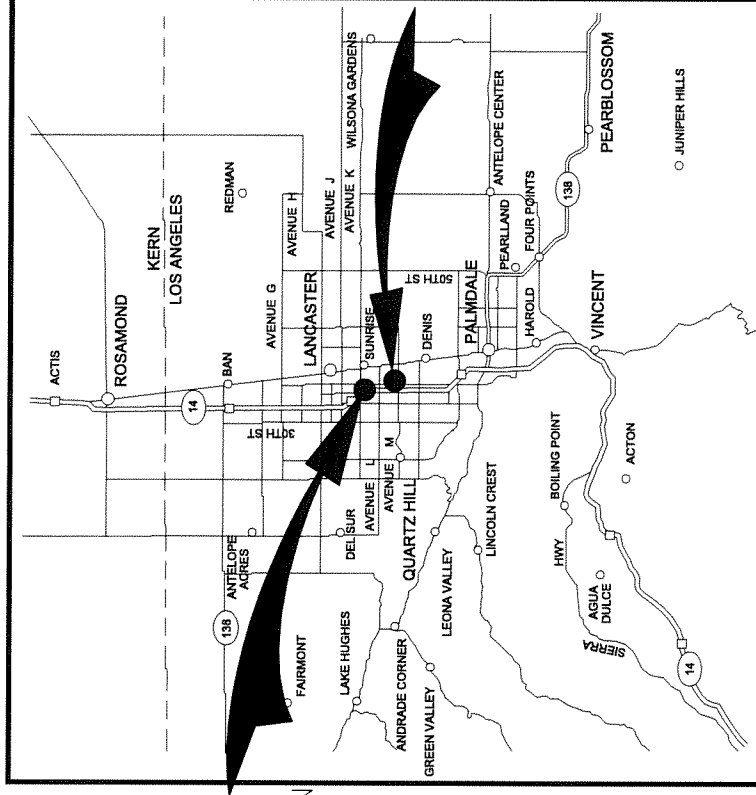 ACTIS
ROSAMOND
KERN
LOS ANGELES
14
REDMAN
BAN
138
ANTELOPE
ACRES
30TH ST
AVENUE G
AVENUE H
FAIRMONT
LANCASTER
AVENUE J
AVENUE K
WILSONA GARDENS
DEL SUR
LAKE HUGHES
SUNRISE
AVENUE L
AVENUE M
QUARTZ HILL
50TH ST
DENIS
ANDRADE CORNER
GREEN VALLEY
LEONA VALLEY
PALMDALE
ANTELOPE CENTER
PEARLLAND
FOUR POINTS
LINCOLN CREST
HAROLD
138
PEARBLOSSOM
VINCENT
JUNIPER HILLS
BOILING POINT
ACTON
AGUA
DULCE
SIERRA
HWY
14